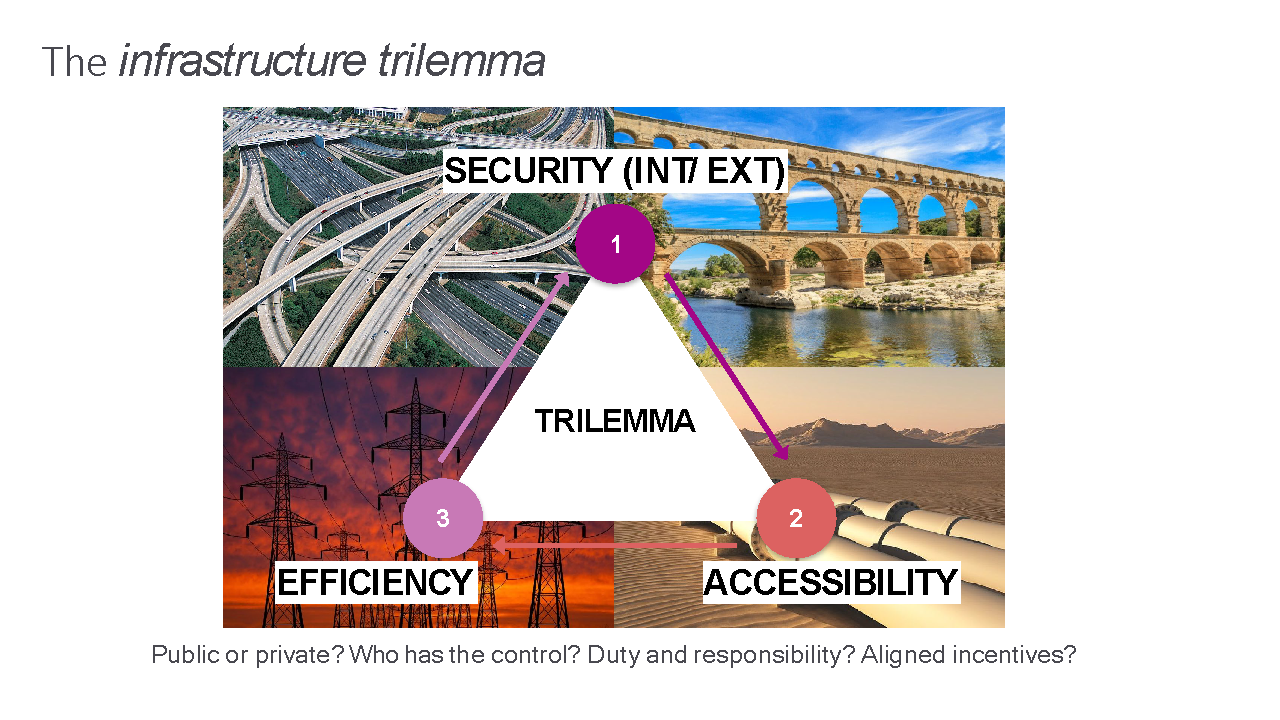 The infrastructure trilemma
SECURITY (INT/ EXT)
1
TRILEMMA
3
2
EFFICIENCY
ACCESSIBILITY
Public or private? Who has the control? Duty and responsibility? Aligned incentives?